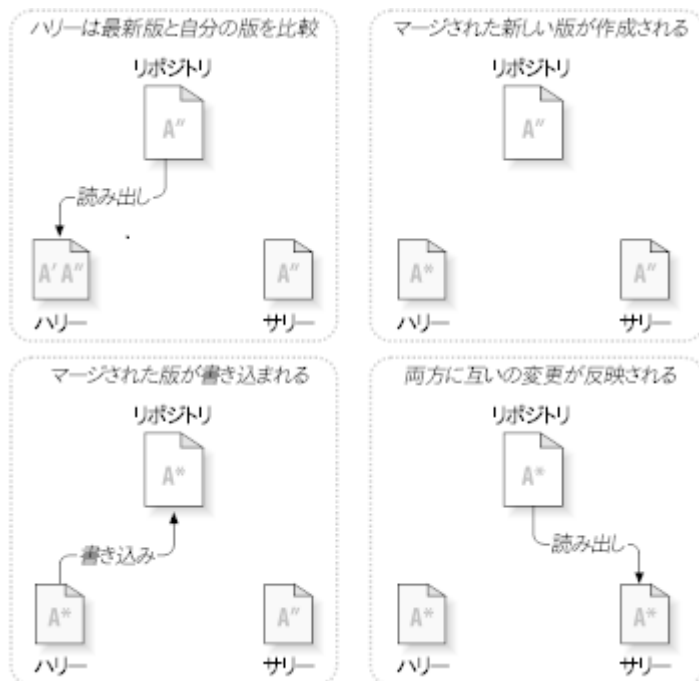 ハリーは最新版と自分の版を比較
リポジトリ
A"
読み出し
A' A"
A"
ハリー
サリー
マージされた新しい版が作成される
リポジトリ
A"
A*
A"
ハリー
サリー
マージされた版が書き込まれる
リポジトリ
A*
書き込み
A*
A"
ハリー
サリー
両方に互いの変更が反映される
リポジトリ
A*
読み出し
A*
A*
ハリー
サリー